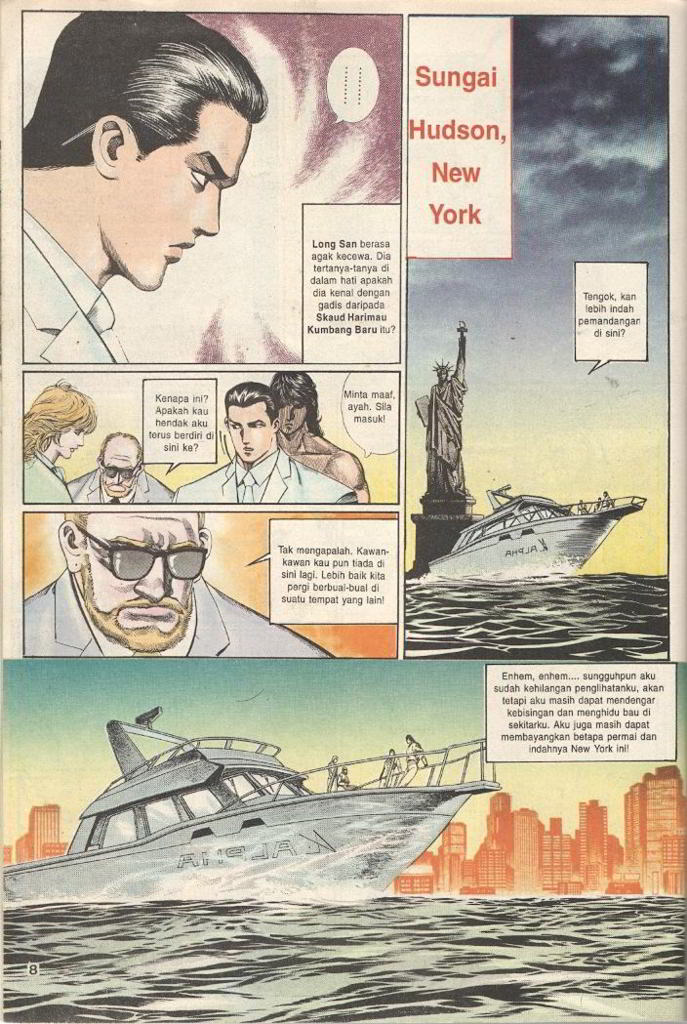 . . . . . . . .
Long San berasa
agak kecewa. Dia
tertanya-tanya di
dalam hati apakah
dia kenal dengan
gadis daripada
Skaud Harimau
Kumbang Baru itu?
Kenapa ini?
Apakah kau
hendak aku
terus berdiri di
sini ke?
Minta maaf,
ayah. Sila
masuk!
Tak mengapalah. Kawan-
kawan kau pun tiada di
sini lagi. Lebih baik kita
pergi berbual-bual di
suatu tempat yang lain!
Sungai
Hudson,
New
York
Tengok, kan
lebih indah
pemandangan
di sini?
K. ALPHA
Enhem, enhem.... sungguhpun aku
sudah kehilangan penglihatanku, akan
tetapi aku masih dapat mendengar
kebisingan dan menghidu bau di
sekitarku. Aku juga masih dapat
membayangkan betapa permai dan
indahnya New York ini!
K. ALPHA
8